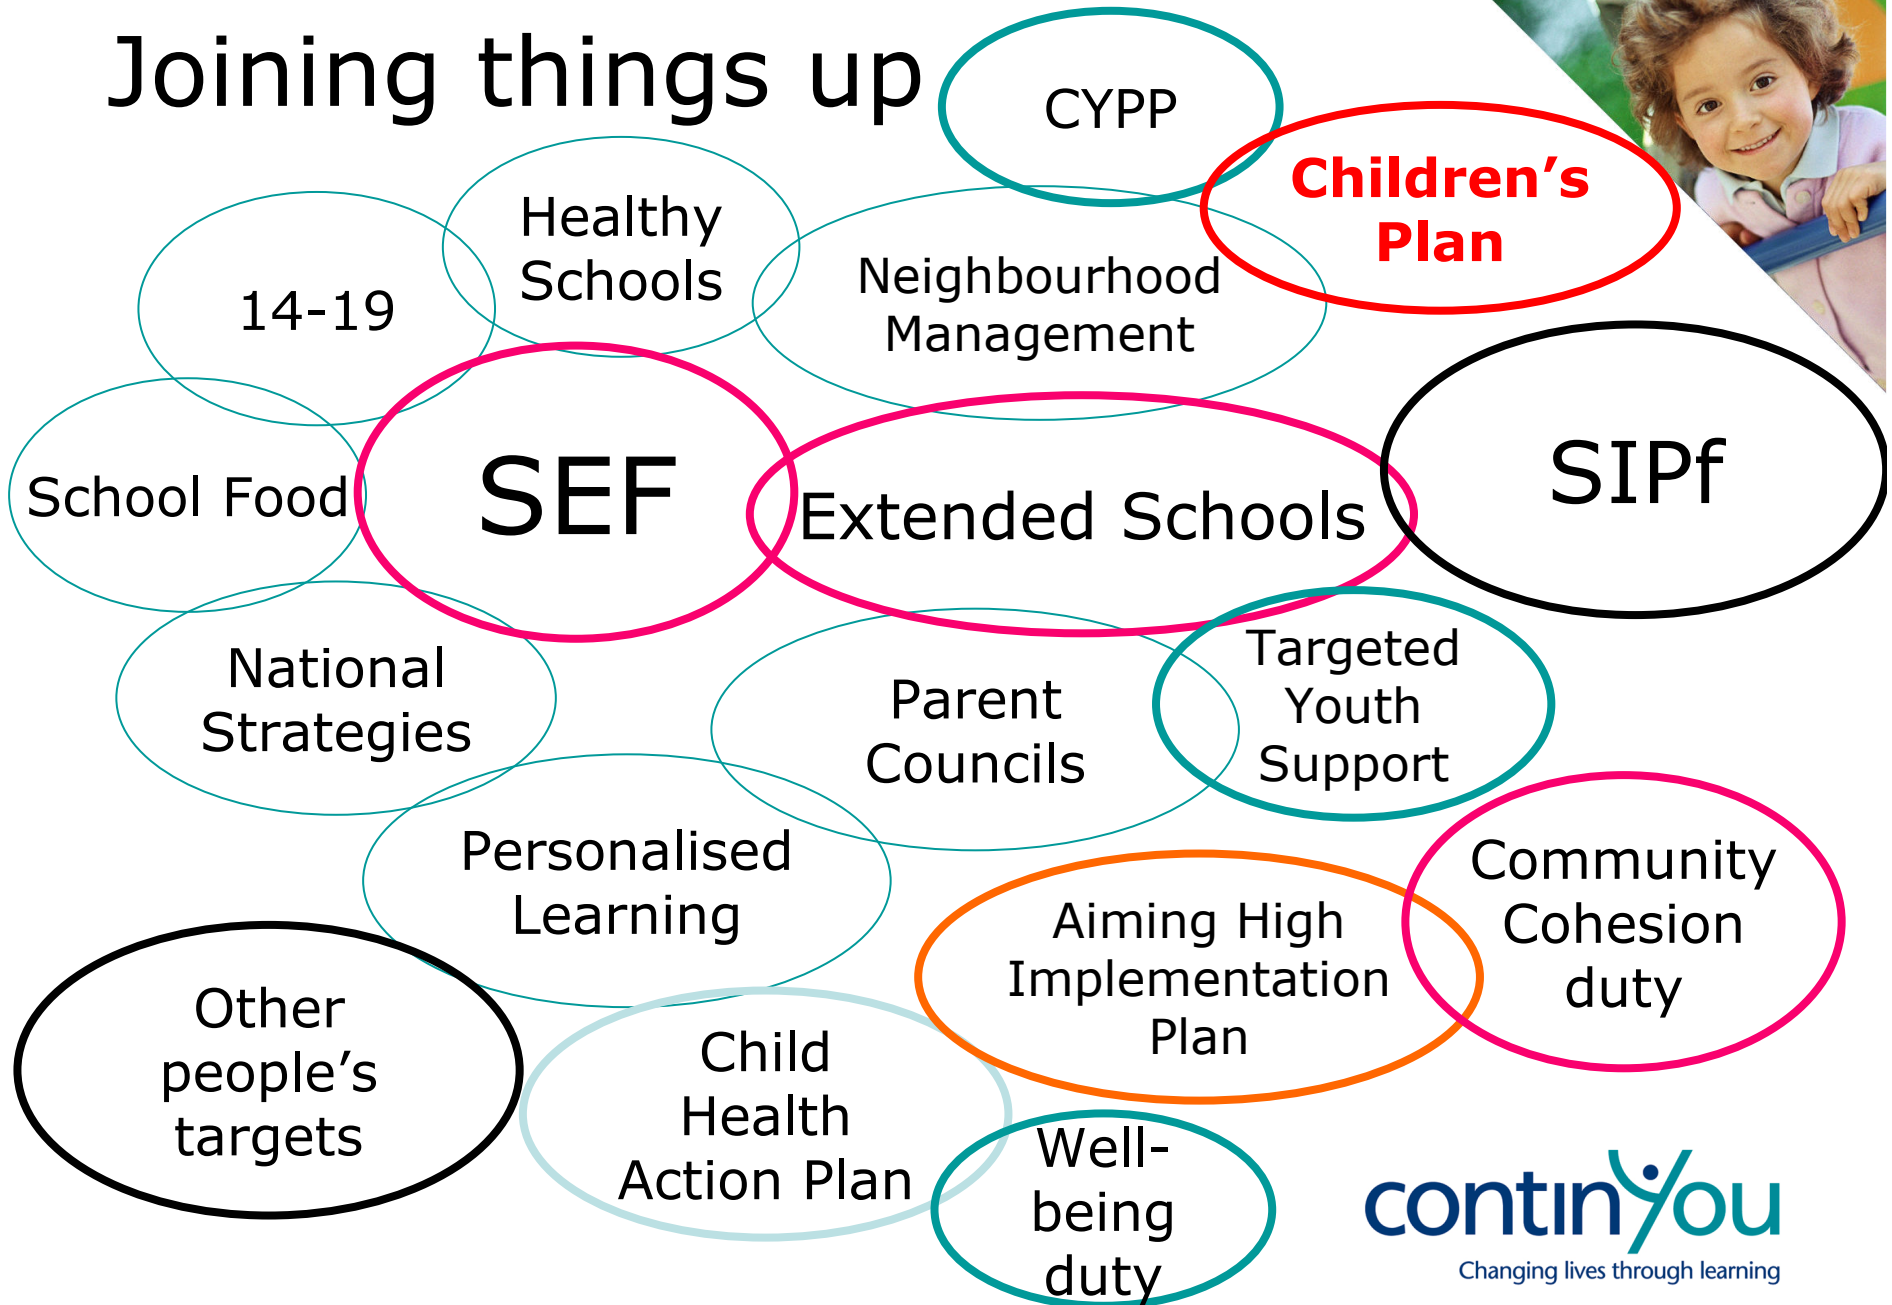 Joining things up
CYPP
Children's
Plan
Healthy
Schools
Neighbourhood
Management
14-19
SIPf
SEF
School Food
Extended Schools
Targeted
Youth
Support
National
Strategies
Parent
Councils
Personalised
Learning
Community
Cohesion
duty
Aiming High
Implementation
Plan
Other
people's
targets
Child
Health
Action Plan
Well-
being
duty
continYou
Changing lives through learning